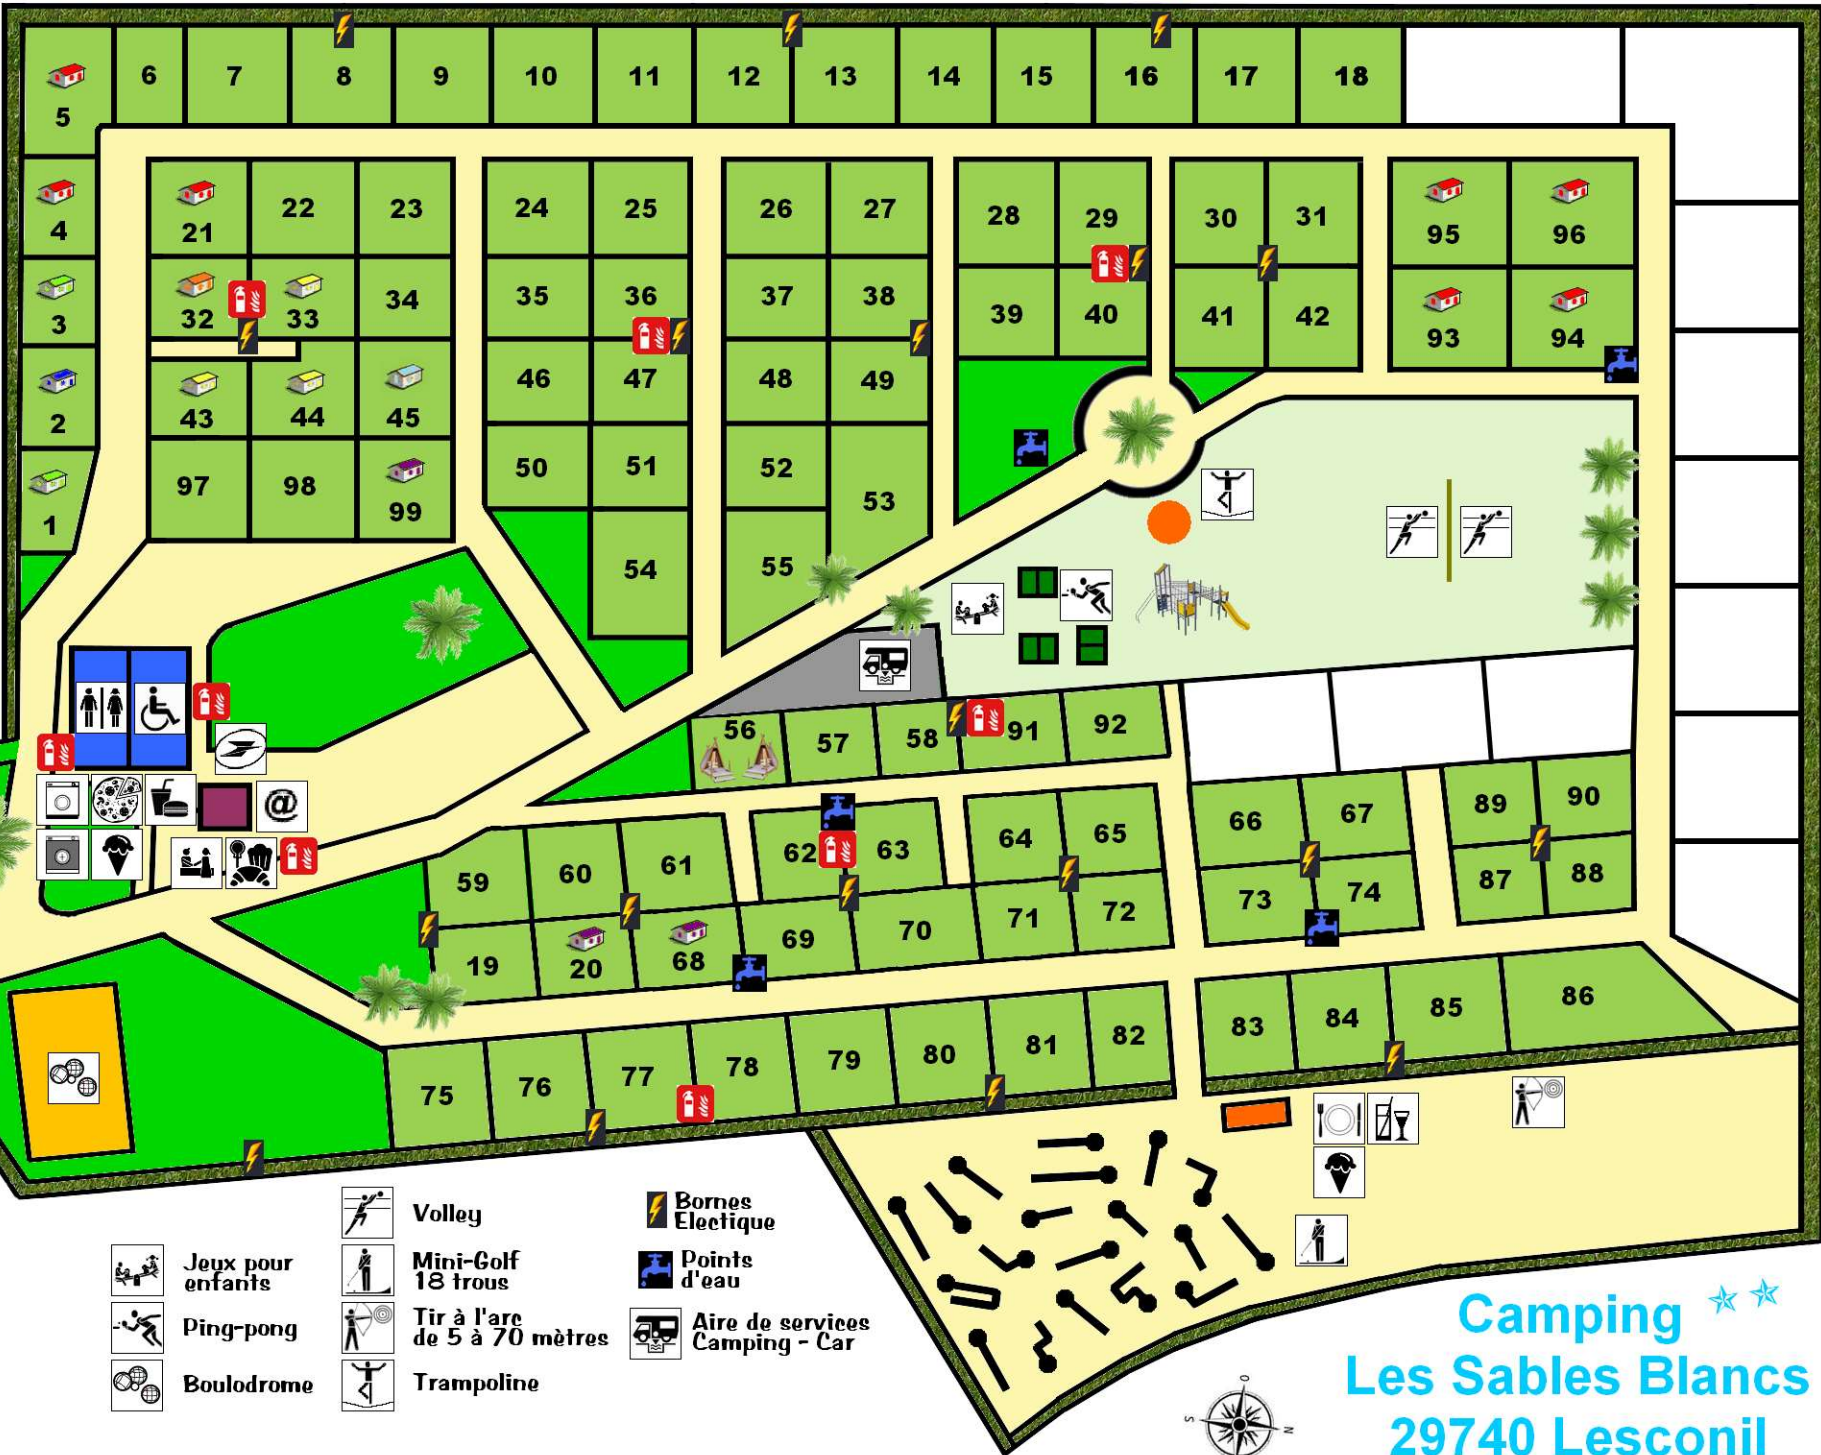 5 6 7 8 9 10 11 12 13 14 15 16 17 18
4 21 22 23 24 25 26 27 28 29 30 31 95 96
3 32 33 34 35 36 37 38 39 40 41 42 93 94
2 43 44 45 46 47 48 49
1 97 98 99 50 51 52 53
54 55
56 57 58 91 92
59 60 61 62 63 64 65 66 67 89 90
19 20 68 69 70 71 72 73 74 87 88
75 76 77 78 79 80 81 82 83 84 85 86
@
Jeux pour
enfants
Ping-pong
Boulodrome
Volley
Mini-Golf
18 trous
Tir à l'arc
de 5 à 70 mètres
Trampoline
Bornes
Electique
Points
d'eau
Aire de services
Camping - Car
O
S
N
Camping
Les Sables Blancs
29740 Lesconil